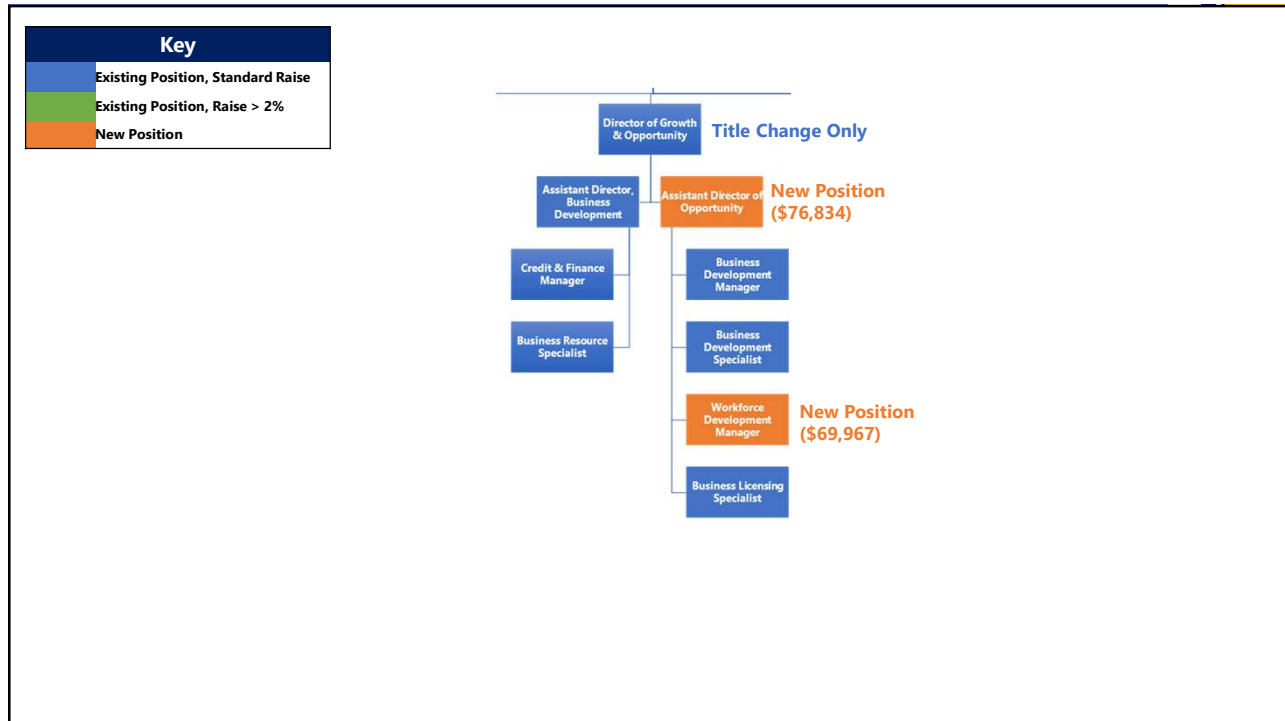 Key
Existing Position, Standard Raise
Existing Position, Raise > 2%
New Position
Director of Growth
& Opportunity
Title Change Only
Assistant Director,
Business
Development
Assistant Director of
Opportunity
New Position
($76,834)
Credit & Finance
Manager
Business
Development
Manager
Business Resource
Specialist
Business
Development
Specialist
Workforce
Development
Manager
New Position
($69,967)
Business Licensing
Specialist